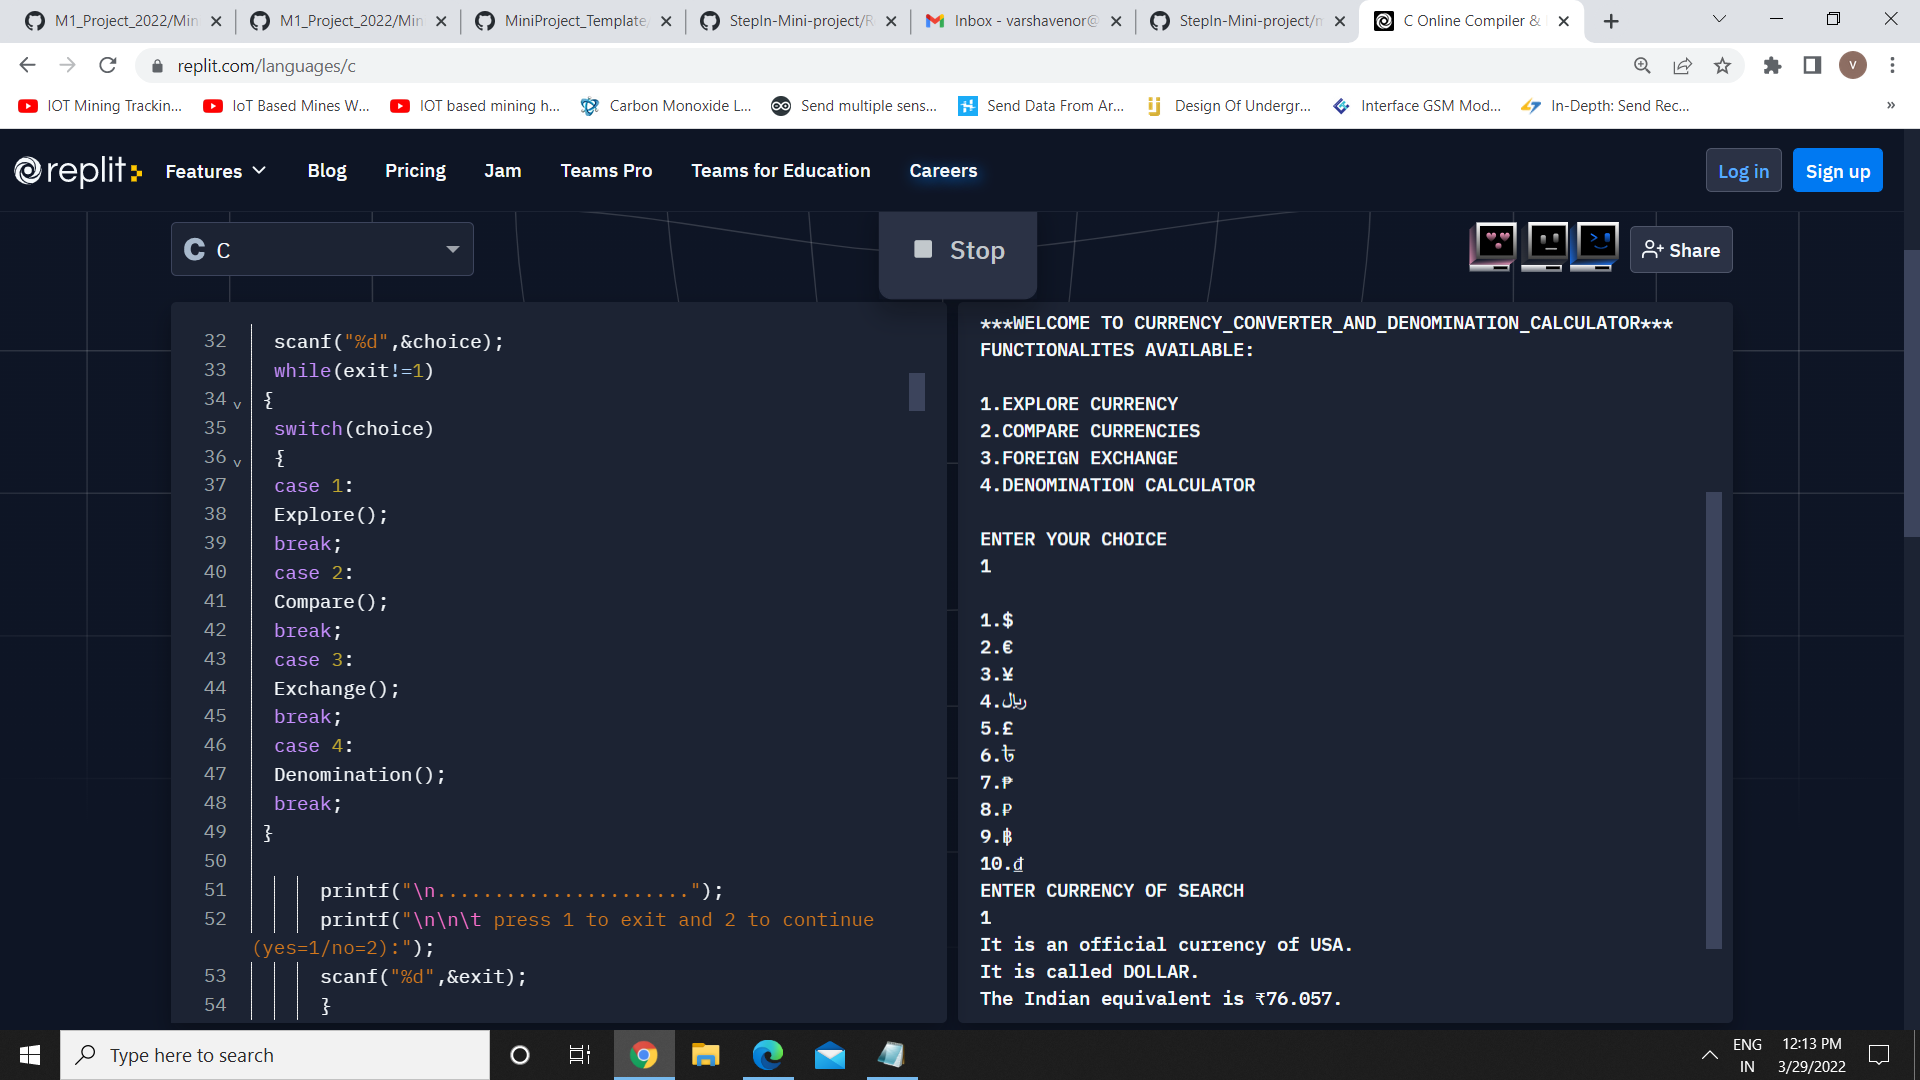 M1_Project_2022/Min
M1_Project_2022/Min
MiniProject_Template/
StepIn-Mini-project/R
Inbox - varshavenor@
StepIn-Mini-project/m
C Online Compiler &
replit.com/languages/c
V
IOT Mining Trackin...
IoT Based Mines W...
IOT based mining h...
Carbon Monoxide L...
Send multiple sens...
Send Data From Ar...
Design Of Undergr...
Interface GSM Mod...
In-Depth: Send Rec...
»
replit
Features
Blog
Pricing
Jam
Teams Pro
Teams for Education
Careers
Log in
Sign up
C C
Stop
Share
32 scanf("%d",&choice);
33 while(exit!=1)
34 {
35 switch(choice)
36 {
37 case 1:
38 Explore();
39 break;
40 case 2:
41 Compare();
42 break;
43 case 3:
44 Exchange();
45 break;
46 case 4:
47 Denomination();
48 break;
49 }
50
51 printf("\n......................");
52 printf("\n\n\t press 1 to exit and 2 to continue
(yes=1/no=2):");
53 scanf("%d",&exit);
54 }
***WELCOME TO CURRENCY_CONVERTER_AND_DENOMINATION_CALCULATOR***
FUNCTIONALITES AVAILABLE:
1.EXPLORE CURRENCY
2.COMPARE CURRENCIES
3.FOREIGN EXCHANGE
4.DENOMINATION CALCULATOR
ENTER YOUR CHOICE
1
1.$
2.€
3.¥
4.﷼
5.£
6.৳
7.₱
8.₽
9.฿
10.₫
ENTER CURRENCY OF SEARCH
1
It is an official currency of USA.
It is called DOLLAR.
The Indian equivalent is ₹76.057.
Type here to search
ENG
IN
12:13 PM
3/29/2022